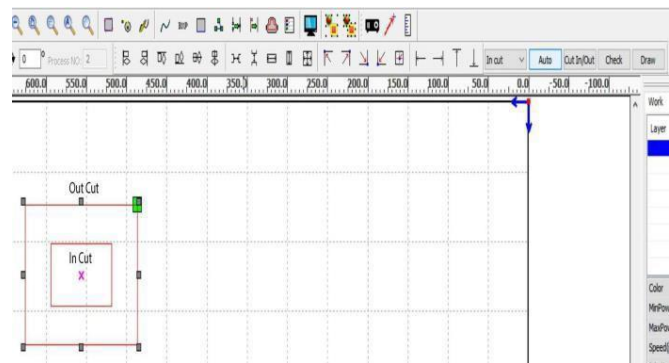 0 ° Process NO: 2 In cut Auto Cut In/Out Check Draw
600.0 550.0 500.0 450.0 400.0 350.0 300.0 250.0 200.0 150.0 100.0 50.0 0.0 -50.0 -100.0
Work
Layer
Out Cut
In Cut
Color
MinPow
MaxPow
Speed(